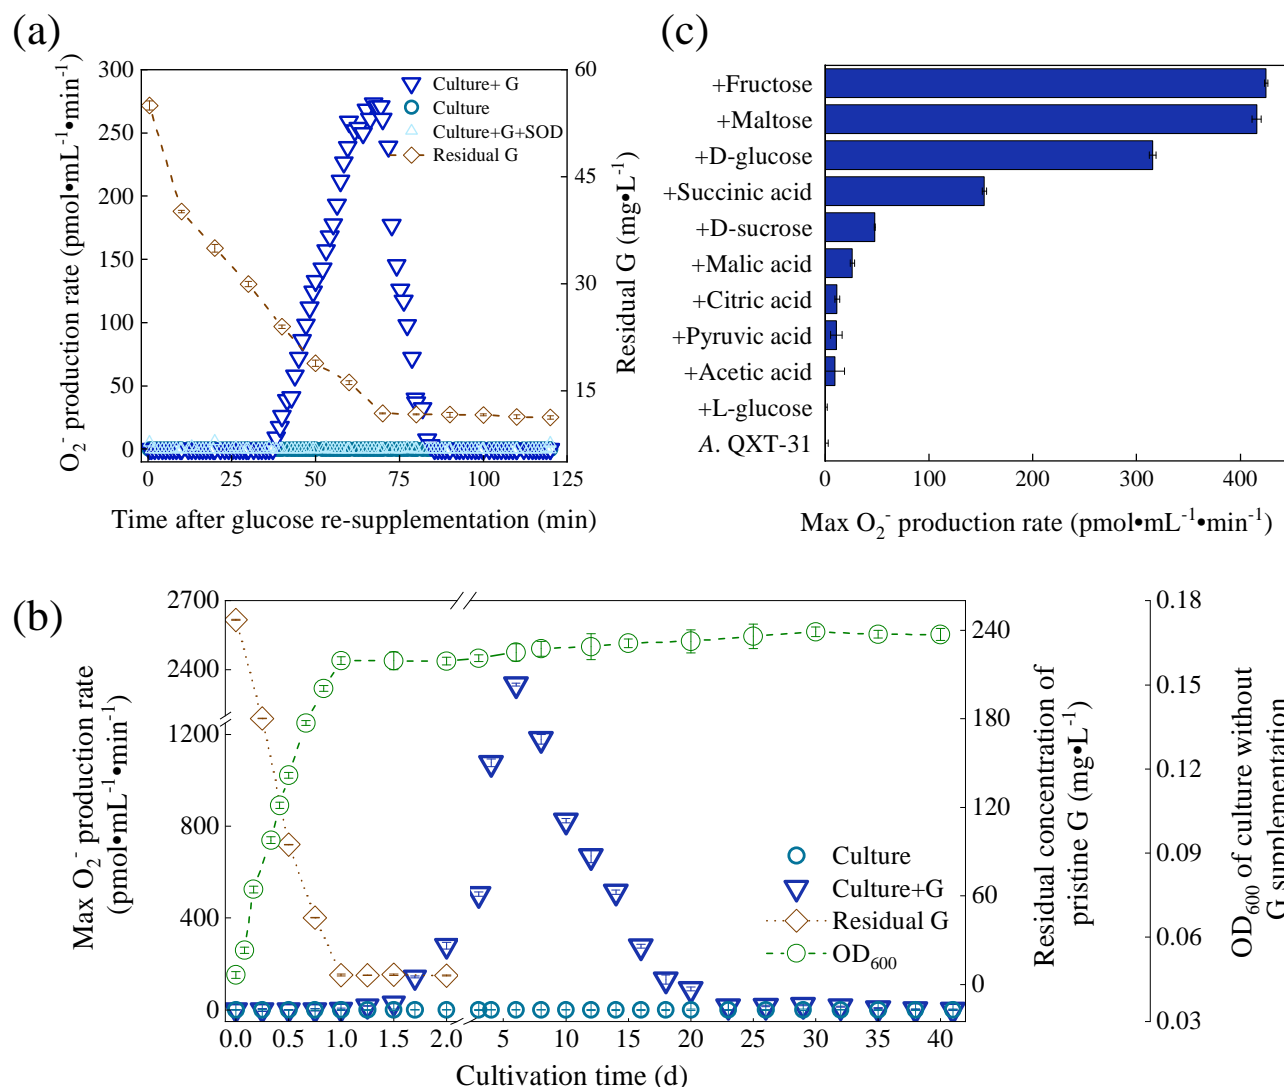 (a)
O₂⁻ production rate (pmol•mL⁻¹•min⁻¹)
300
250
200
150
100
50
0
Culture+ G
Culture
Culture+G+SOD
Residual G
60
45
30
15
Residual G (mg•L⁻¹)
0
25
50
75
100
125
Time after glucose re-supplementation (min)
(c)
+Fructose
+Maltose
+D-glucose
+Succinic acid
+D-sucrose
+Malic acid
+Citric acid
+Pyruvic acid
+Acetic acid
+L-glucose
A. QXT-31
0
100
200
300
400
Max O₂⁻ production rate (pmol•mL⁻¹•min⁻¹)
(b)
Max O₂⁻ production rate
(pmol•mL⁻¹•min⁻¹)
2700
2400
1200
800
400
0
Culture
Culture+G
Residual G
OD₆₀₀
240
180
120
60
0
Residual concentration of
pristine G (mg•L⁻¹)
0.18
0.15
0.12
0.09
0.06
0.03
OD₆₀₀ of culture without
G supplementation
0.0
0.5
1.0
1.5
2.0
5
10
15
20
25
30
35
40
Cultivation time (d)